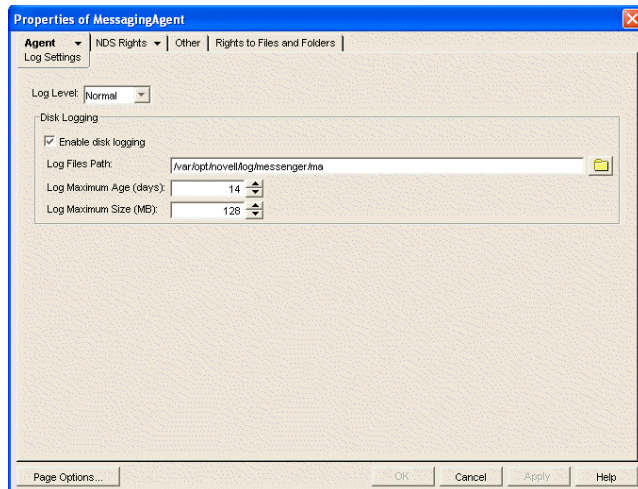 Properties of MessagingAgent
Agent NDS Rights Other Rights to Files and Folders
Log Settings
Log Level: Normal
Disk Logging
Enable disk logging
Log Files Path: /var/opt/novell/log/messenger/ma
Log Maximum Age (days): 14
Log Maximum Size (MB): 128
Page Options... OK Cancel Apply Help